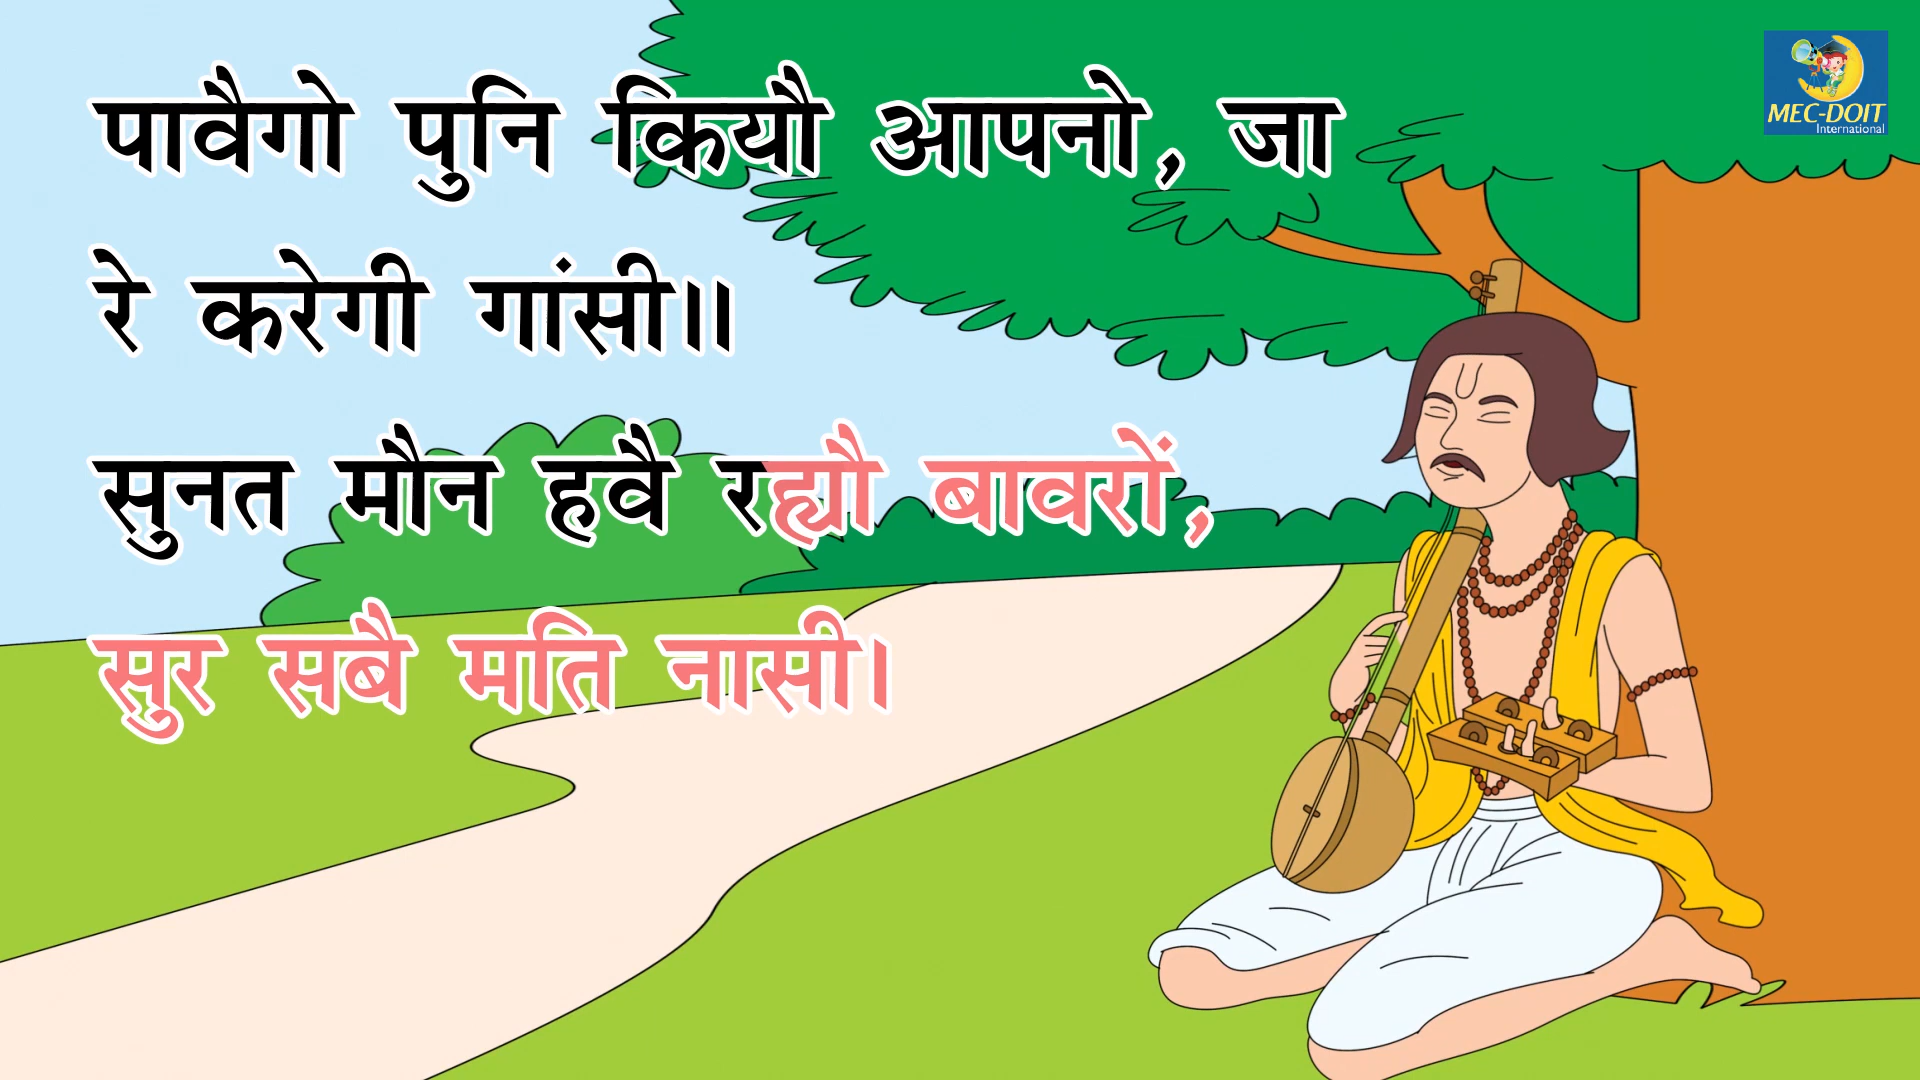 पावैगो पुनि कियौ आपनो, जा
रे करेगी गांसी॥
सुनत मौन हवै रह्यौ बावरों,
सुर सबै मति नासी।
MEC-DOIT
International